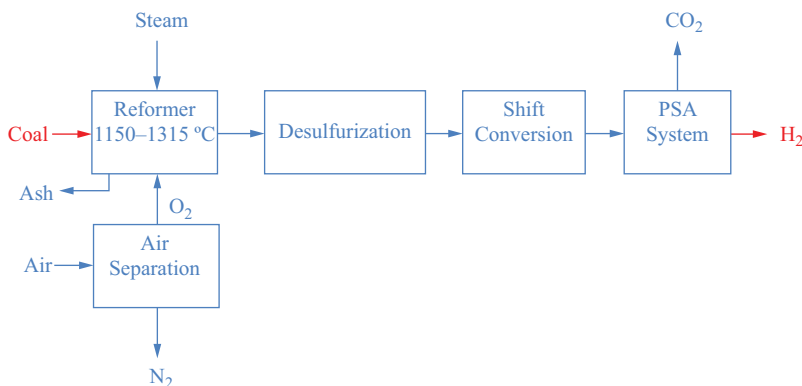 Steam
CO₂
Coal
Reformer
1150–1315 ºC
Desulfurization
Shift
Conversion
PSA
System
H₂
Ash
O₂
Air
Air
Separation
N₂